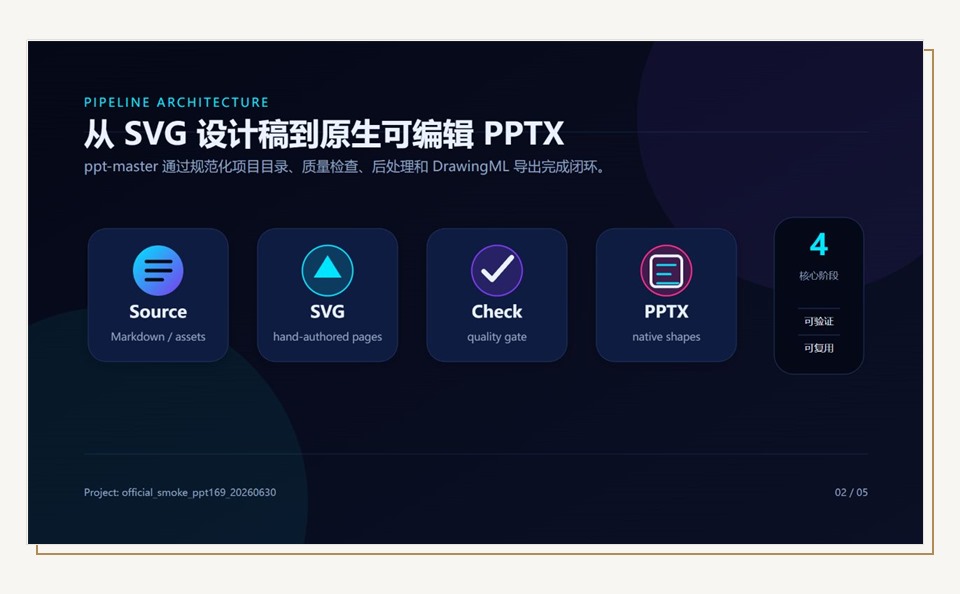 PIPELINE ARCHITECTURE
从 SVG 设计稿到原生可编辑 PPTX
ppt-master 通过规范化项目目录、质量检查、后处理和 DrawingML 导出完成闭环。
Source
Markdown / assets
SVG
hand-authored pages
Check
quality gate
PPTX
native shapes
4
核心阶段
可验证
可复用
Project: official_smoke_ppt169_20260630
02 / 05